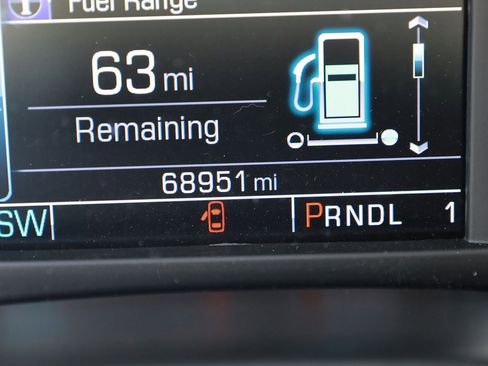 Fuel Range
63 mi
Remaining
68951 mi
SW
PRNDL 1